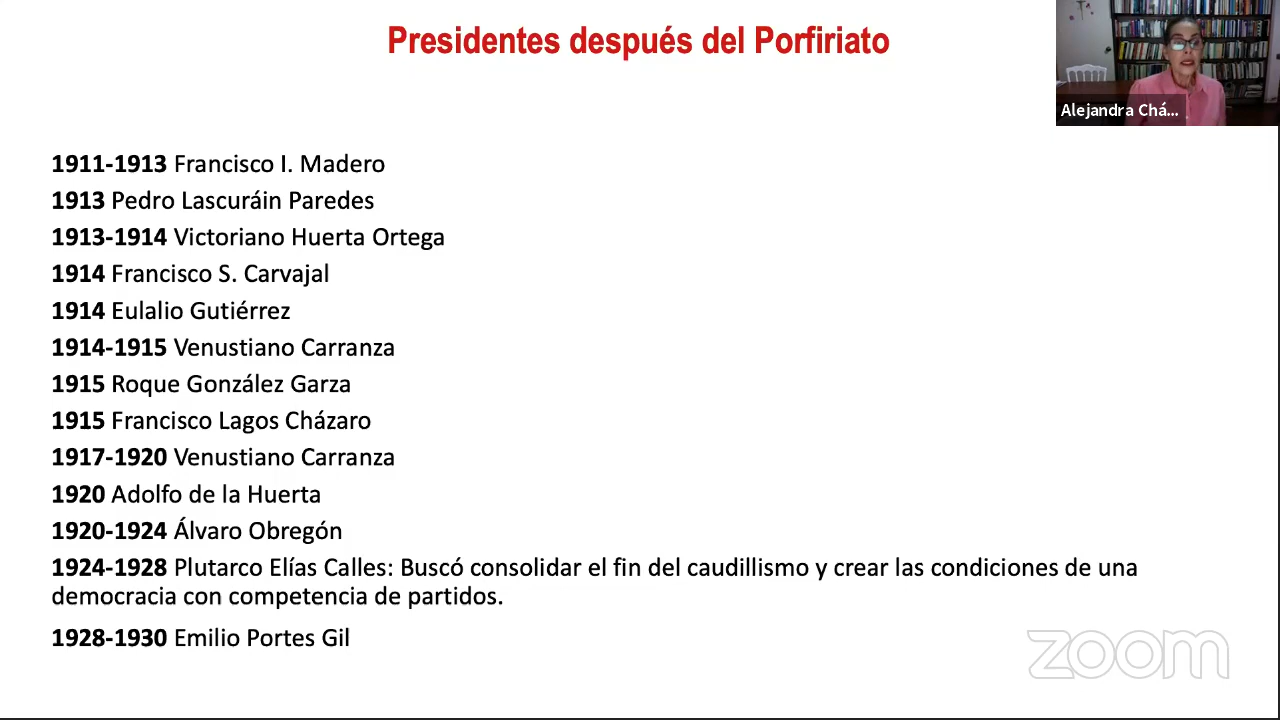 Presidentes después del Porfiriato
Alejandra Chá...
1911-1913 Francisco I. Madero
1913 Pedro Lascuráin Paredes
1913-1914 Victoriano Huerta Ortega
1914 Francisco S. Carvajal
1914 Eulalio Gutiérrez
1914-1915 Venustiano Carranza
1915 Roque González Garza
1915 Francisco Lagos Cházaro
1917-1920 Venustiano Carranza
1920 Adolfo de la Huerta
1920-1924 Álvaro Obregón
1924-1928 Plutarco Elías Calles: Buscó consolidar el fin del caudillismo y crear las condiciones de una
democracia con competencia de partidos.
1928-1930 Emilio Portes Gil
zoom